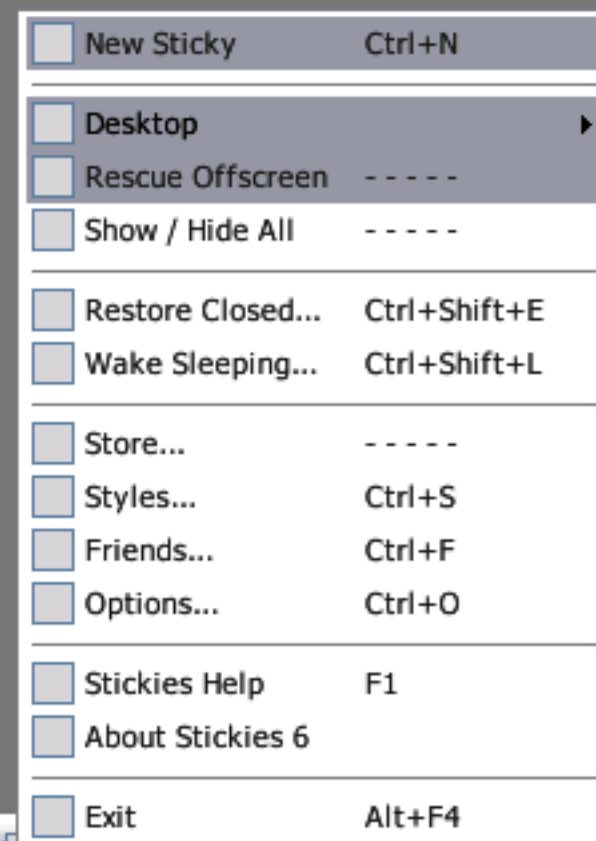 New Sticky Ctrl+N
Desktop
Rescue Offscreen - - - - -
Show / Hide All - - - - -
Restore Closed... Ctrl+Shift+E
Wake Sleeping... Ctrl+Shift+L
Store... - - - - -
Styles... Ctrl+S
Friends... Ctrl+F
Options... Ctrl+O
Stickies Help F1
About Stickies 6
Exit Alt+F4